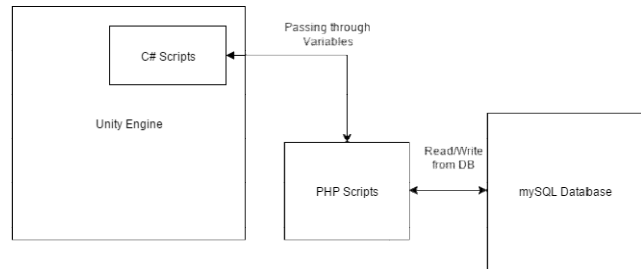 Passing through
Variables
C# Scripts
Unity Engine
Read/Write
from DB
PHP Scripts
mySQL Database